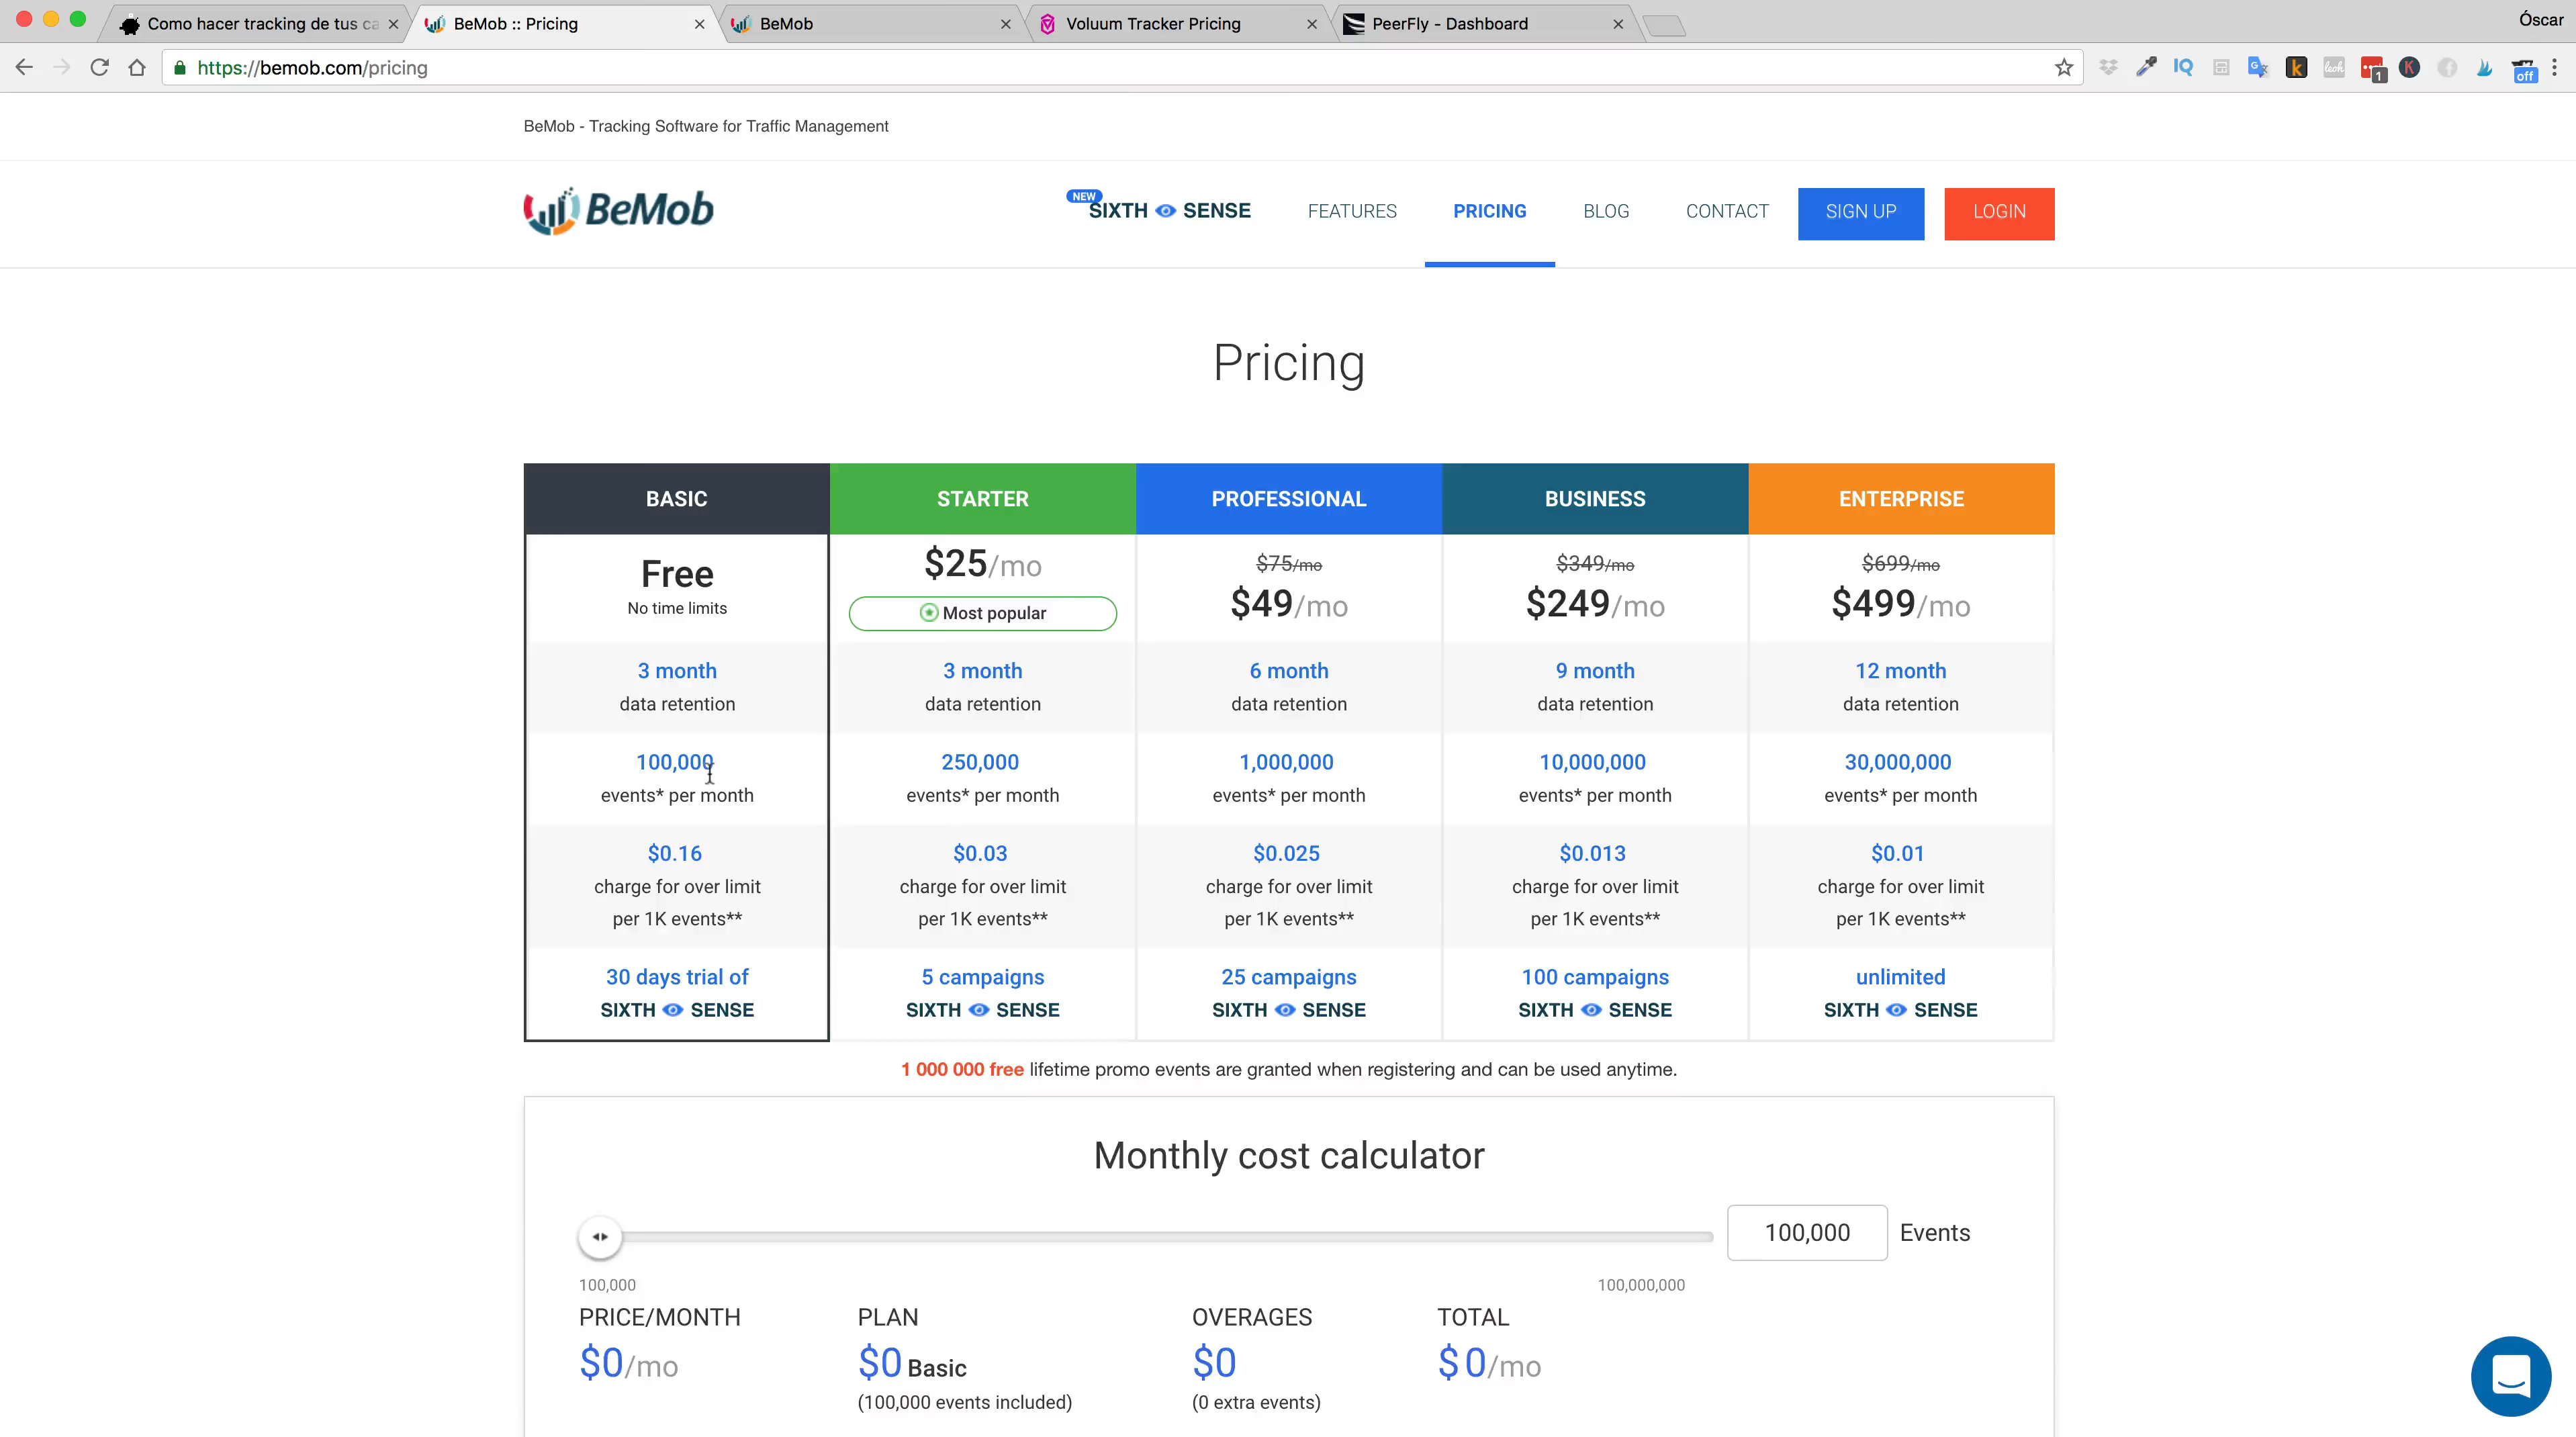 Como hacer tracking de tus ca
BeMob :: Pricing
BeMob
Voluum Tracker Pricing
PeerFly - Dashboard
Óscar
https://bemob.com/pricing
IQ
k
1
K
off
BeMob - Tracking Software for Traffic Management
BeMob
NEW
SIXTH SENSE
FEATURES
PRICING
BLOG
CONTACT
SIGN UP
LOGIN
Pricing
BASIC STARTER PROFESSIONAL BUSINESS ENTERPRISE
Free
No time limits
$25/mo
Most popular
$75/mo
$49/mo
$349/mo
$249/mo
$699/mo
$499/mo
3 month 3 month 6 month 9 month 12 month
data retention data retention data retention data retention data retention
100,000 250,000 1,000,000 10,000,000 30,000,000
events* per month events* per month events* per month events* per month events* per month
$0.16 $0.03 $0.025 $0.013 $0.01
charge for over limit charge for over limit charge for over limit charge for over limit charge for over limit
per 1K events** per 1K events** per 1K events** per 1K events** per 1K events**
30 days trial of 5 campaigns 25 campaigns 100 campaigns unlimited
SIXTH SENSE SIXTH SENSE SIXTH SENSE SIXTH SENSE SIXTH SENSE
1 000 000 free lifetime promo events are granted when registering and can be used anytime.
Monthly cost calculator
100,000 Events
100,000 100,000,000
PRICE/MONTH PLAN OVERAGES TOTAL
$0/mo $0 Basic $0 $0/mo
(100,000 events included) (0 extra events)